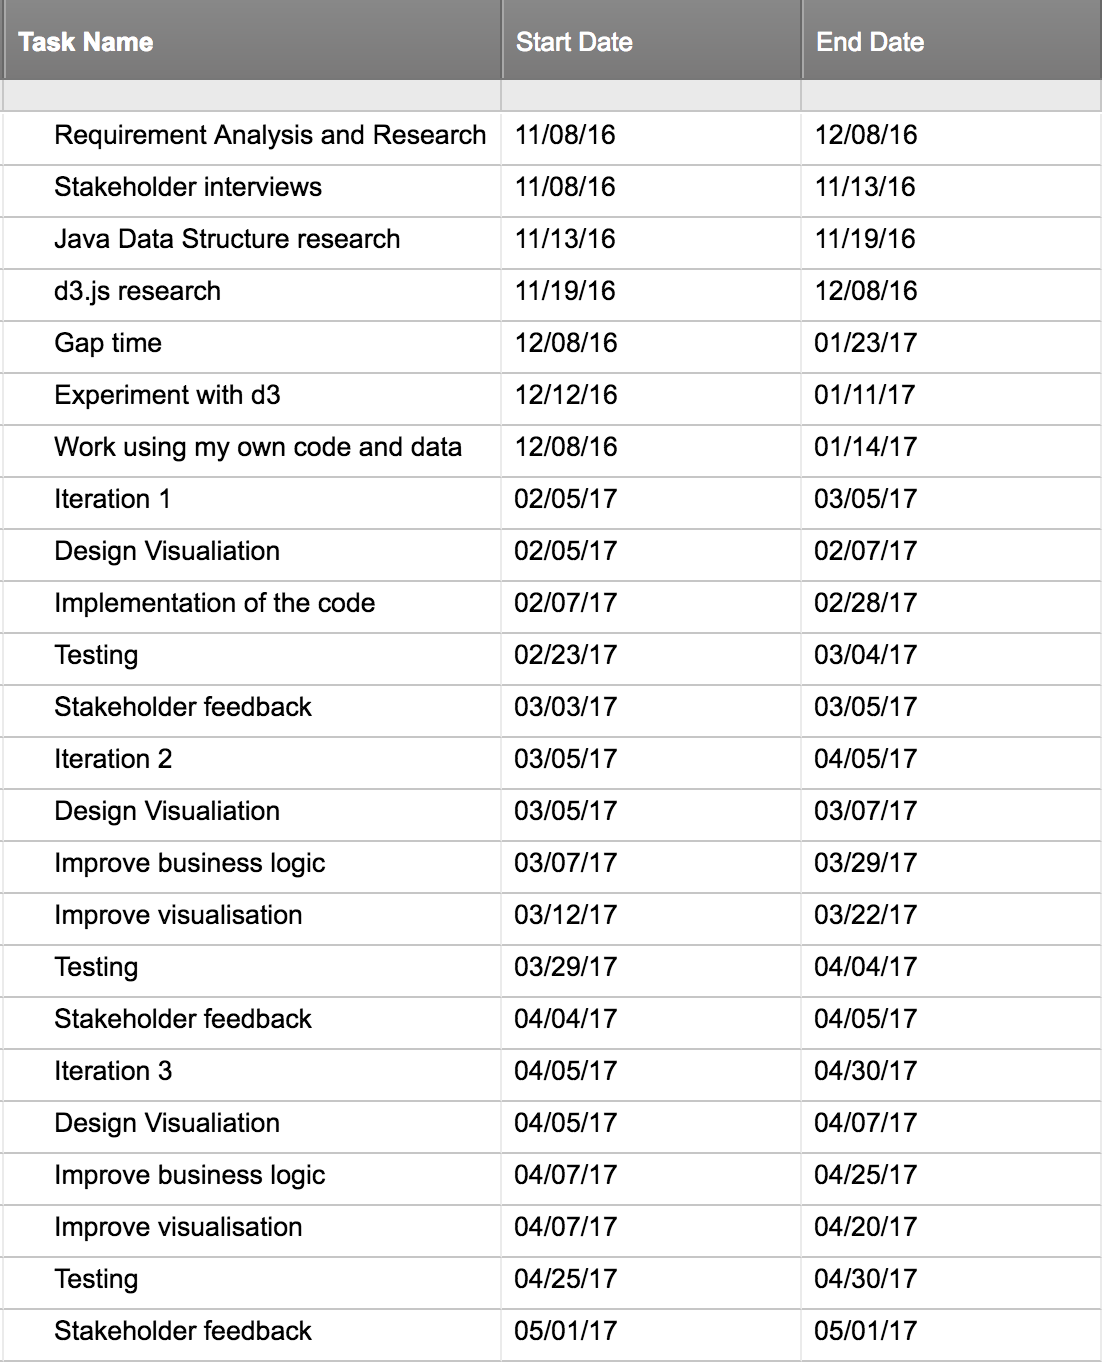 Task Name Start Date End Date
Requirement Analysis and Research 11/08/16 12/08/16
Stakeholder interviews 11/08/16 11/13/16
Java Data Structure research 11/13/16 11/19/16
d3.js research 11/19/16 12/08/16
Gap time 12/08/16 01/23/17
Experiment with d3 12/12/16 01/11/17
Work using my own code and data 12/08/16 01/14/17
Iteration 1 02/05/17 03/05/17
Design Visualiation 02/05/17 02/07/17
Implementation of the code 02/07/17 02/28/17
Testing 02/23/17 03/04/17
Stakeholder feedback 03/03/17 03/05/17
Iteration 2 03/05/17 04/05/17
Design Visualiation 03/05/17 03/07/17
Improve business logic 03/07/17 03/29/17
Improve visualisation 03/12/17 03/22/17
Testing 03/29/17 04/04/17
Stakeholder feedback 04/04/17 04/05/17
Iteration 3 04/05/17 04/30/17
Design Visualiation 04/05/17 04/07/17
Improve business logic 04/07/17 04/25/17
Improve visualisation 04/07/17 04/20/17
Testing 04/25/17 04/30/17
Stakeholder feedback 05/01/17 05/01/17